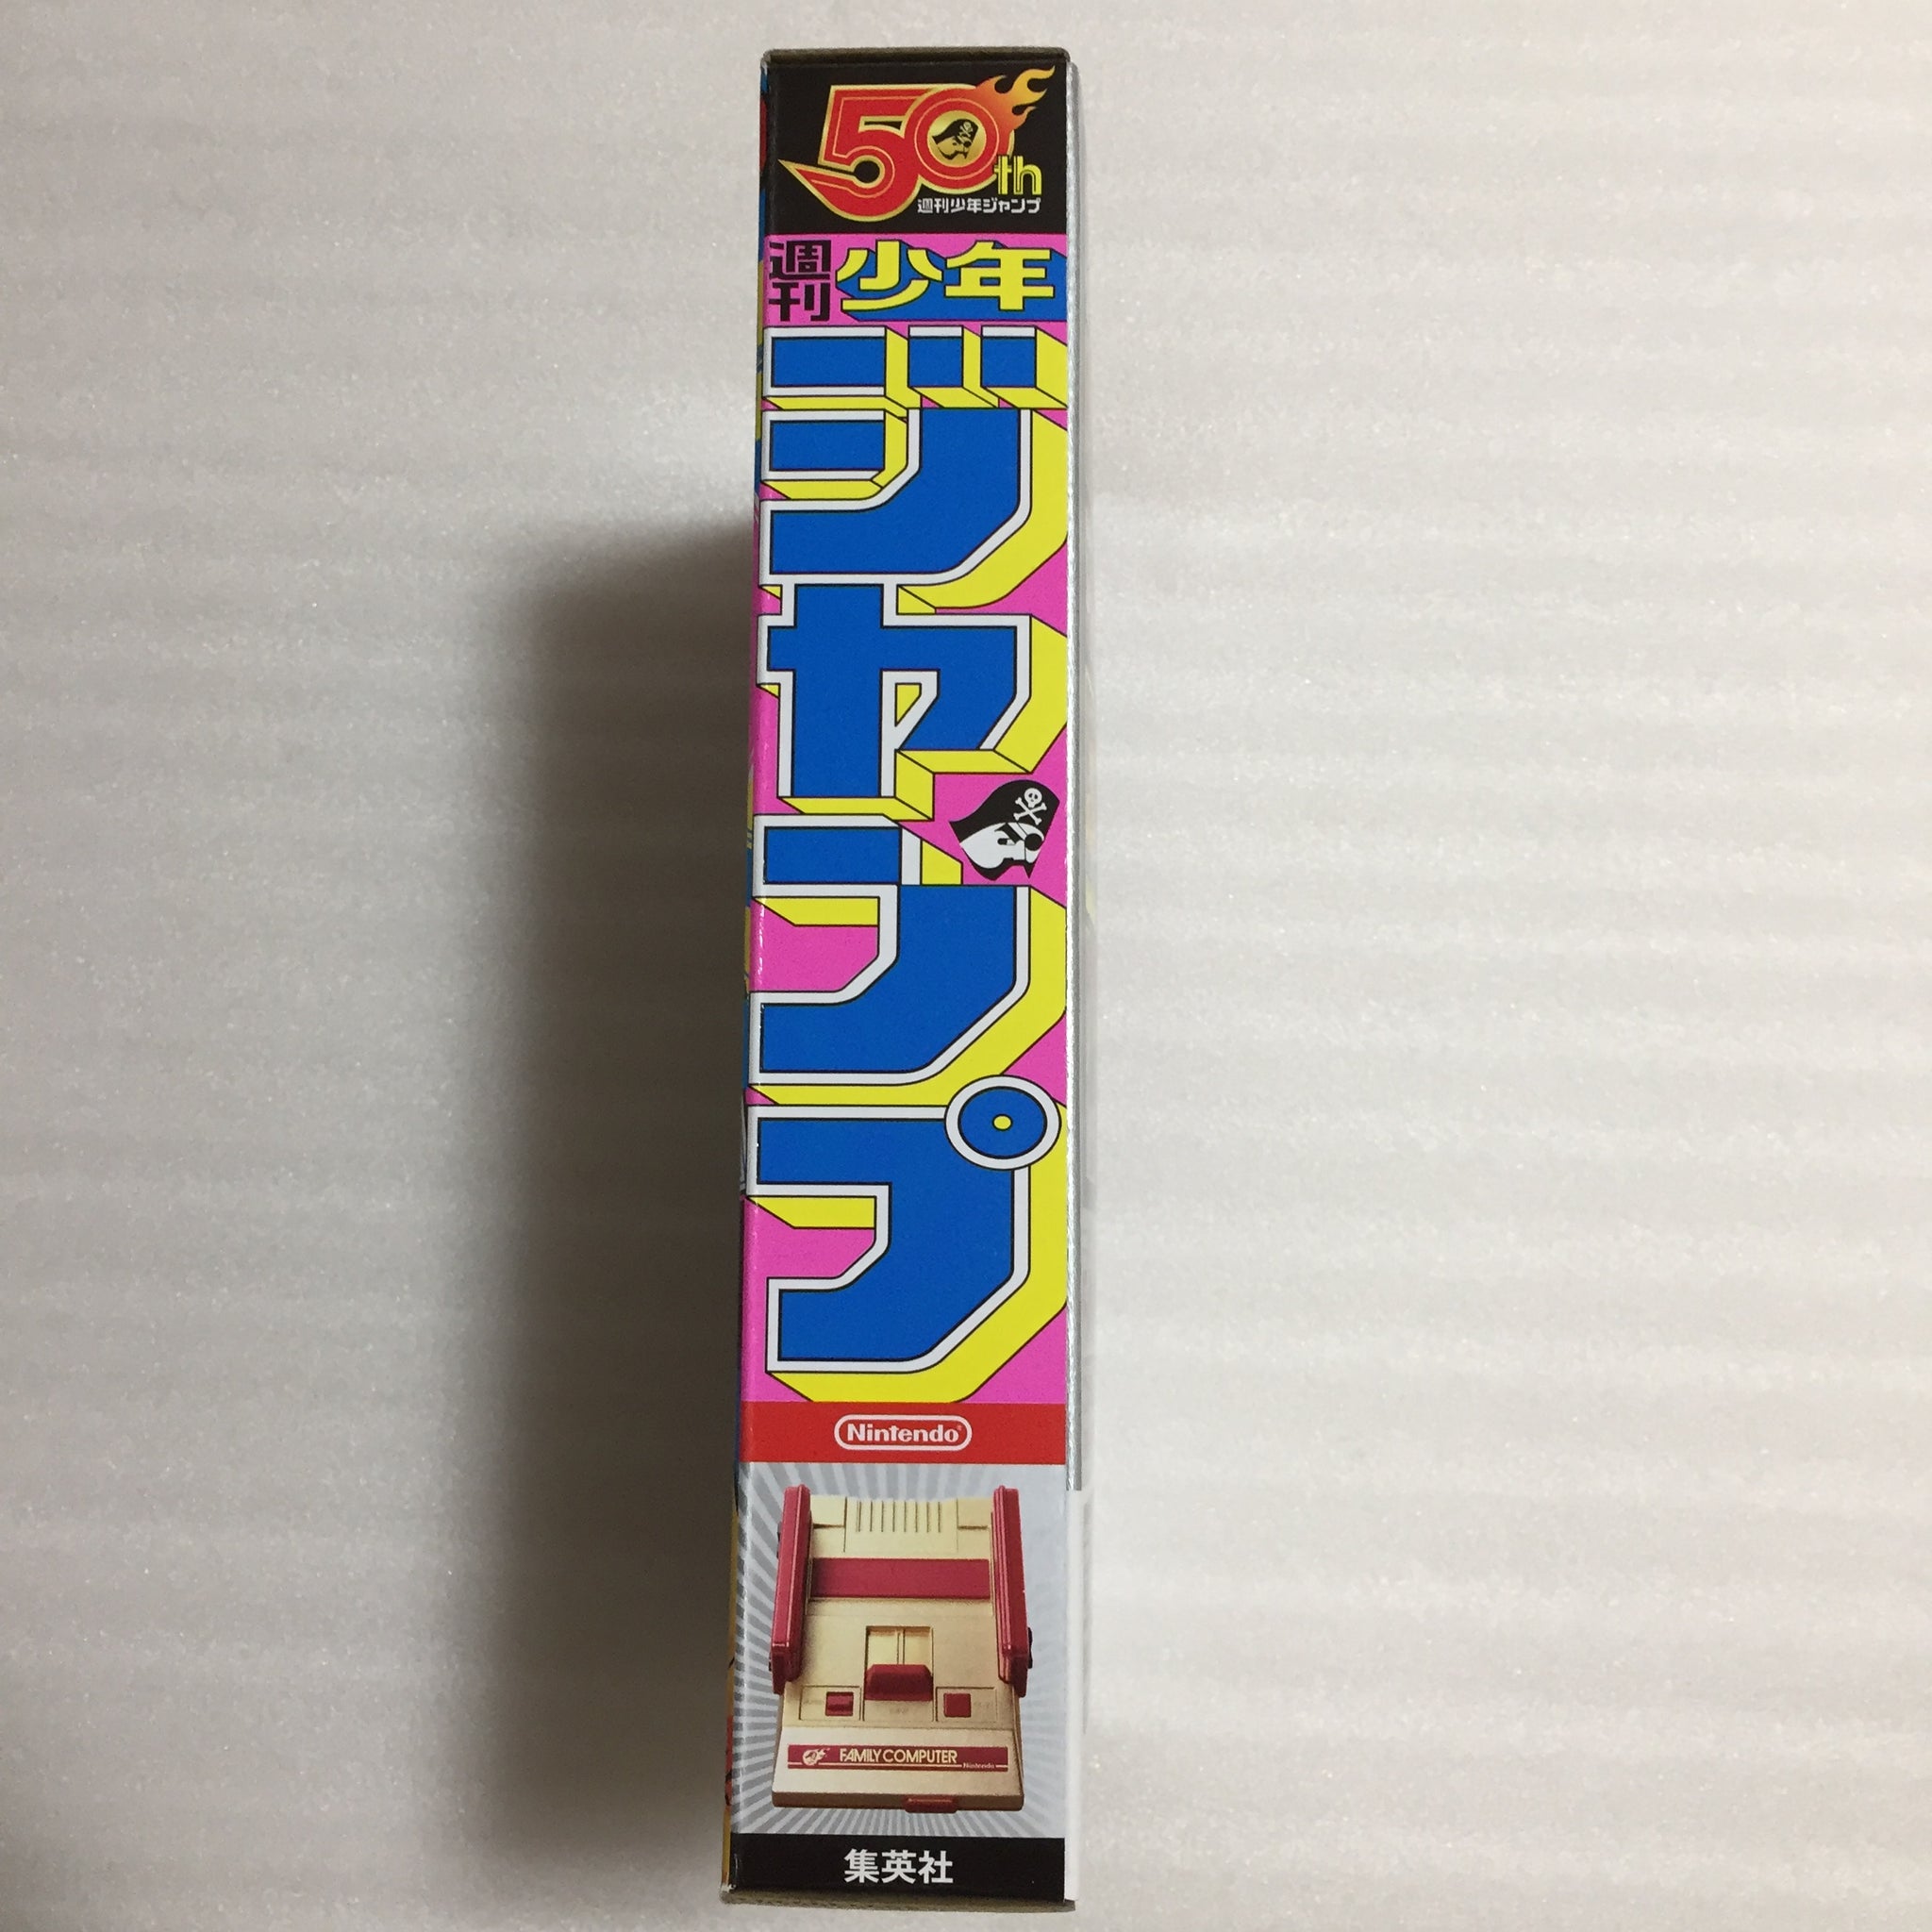 50th
週刊少年ジャンプ
週刊少年
ジャンプ
Nintendo
FAMILY COMPUTER
Nintendo
集英社